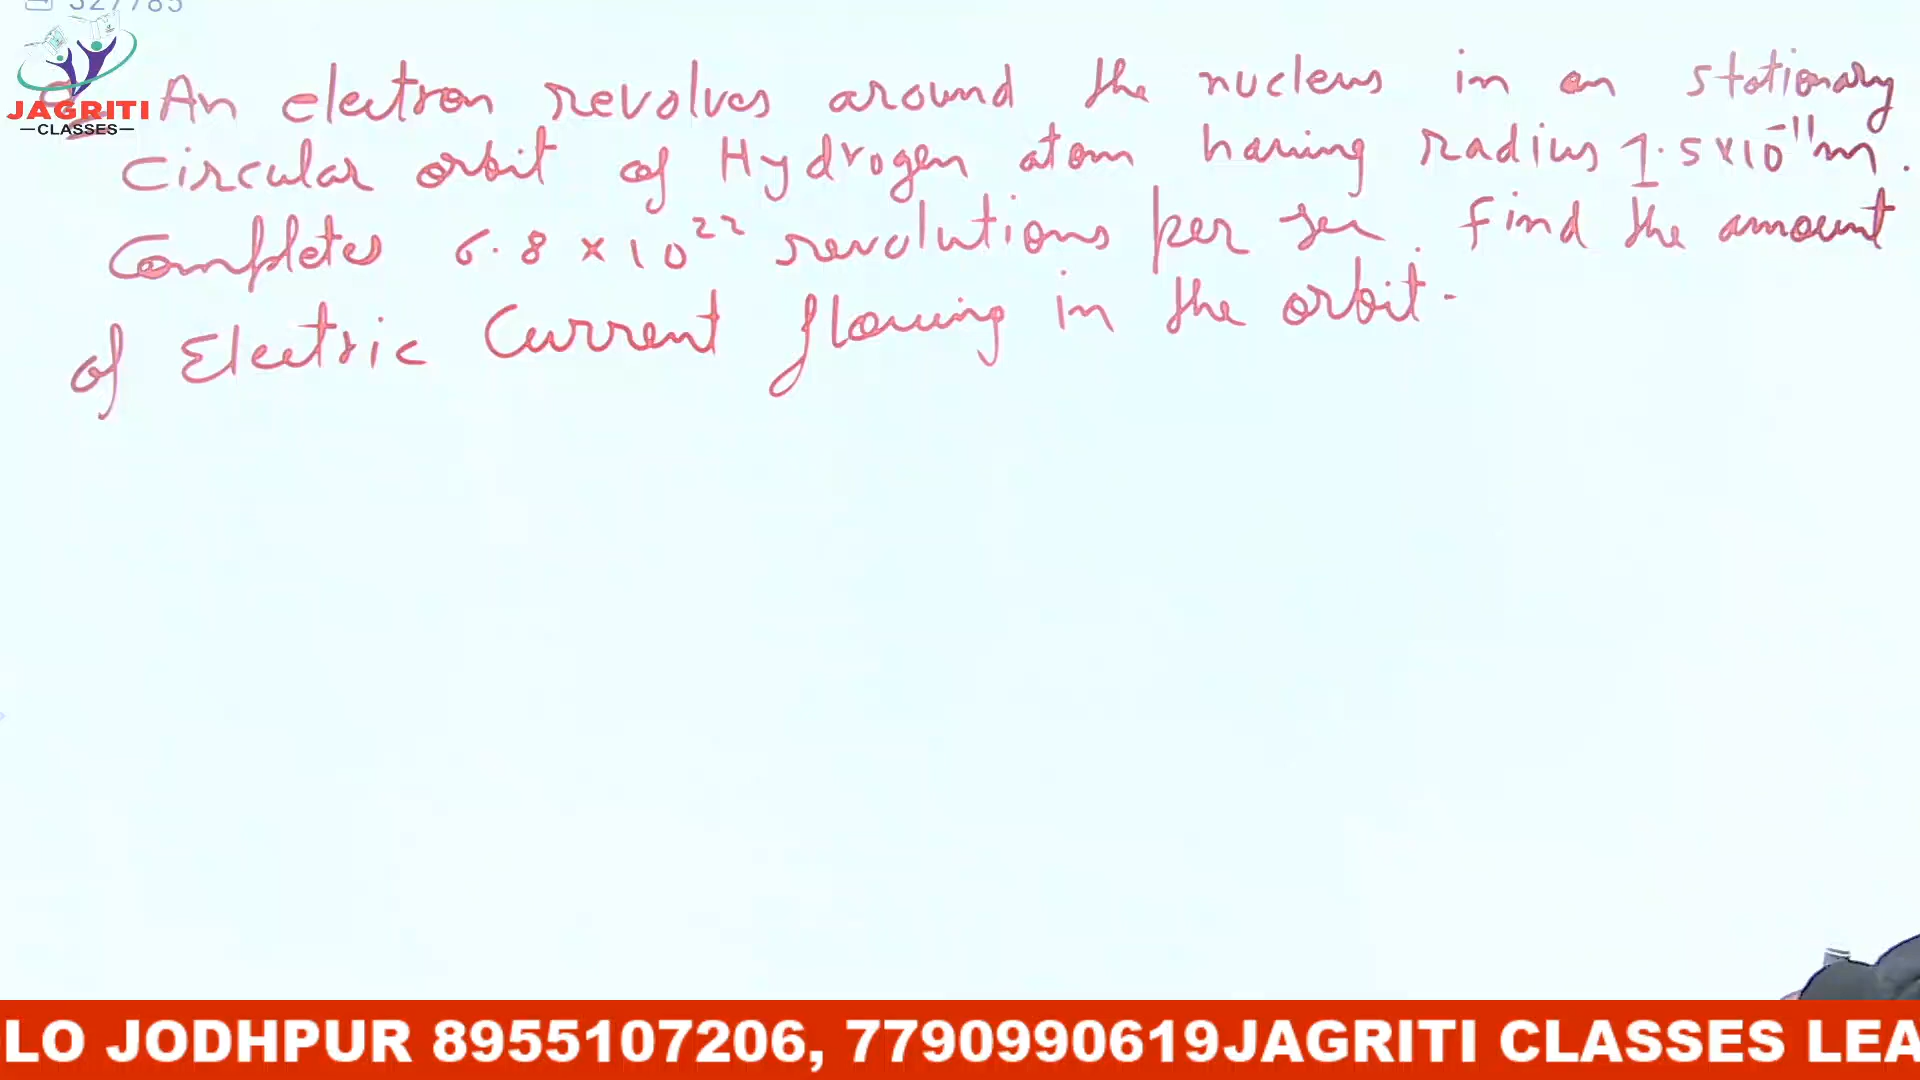 327785
JAGRITI
CLASSES
Q An electron revolves around the nucleus in an stationary
Circular orbit of Hydrogen atom having radius 1.5×10⁻¹¹m.
Completes 6.8 × 10²² revolutions per sec. Find the amount
of Electric Current flowing in the orbit.
LO JODHPUR 8955107206, 7790990619JAGRITI CLASSES LEA